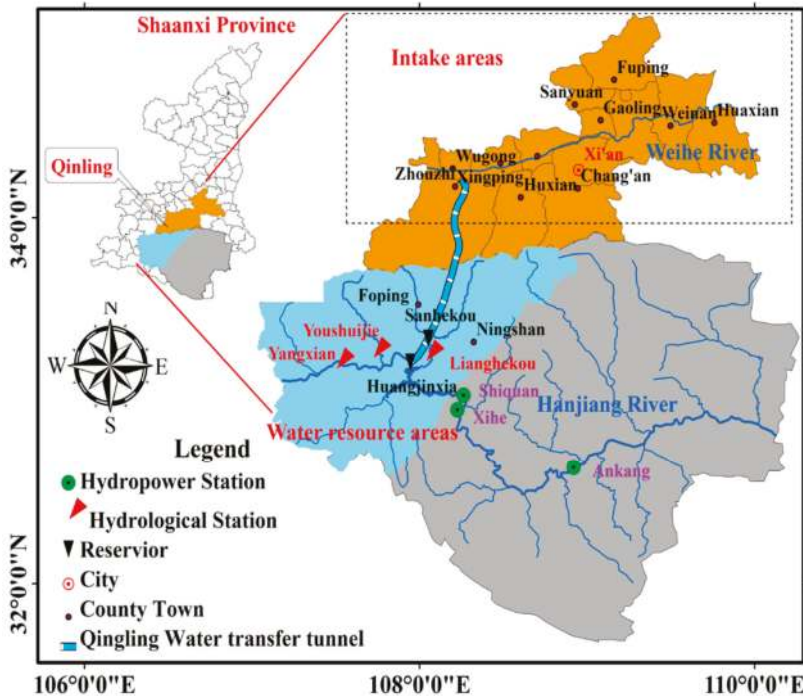 Shaanxi Province
Intake areas
Fuping
Sanyuan
Gaoling
Weinan
Huaxian
Qinling
Wugong
Xi'an
Weihe River
Zhouzhi
Xingping
Chang'an
Huxian
34°0'0"N
Foping
Sanhekou
Youshuijie
Ningshan
Yangxian
Lianghekou
N
W
E
S
Huangjinxia
Shiquan
Hanjiang River
Xihe
Water resource areas
Ankang
Legend
Hydropower Station
Hydrological Station
Reservior
City
County Town
Qingling Water transfer tunnel
32°0'0"N
106°0'0"E
108°0'0"E
110°0'0"E